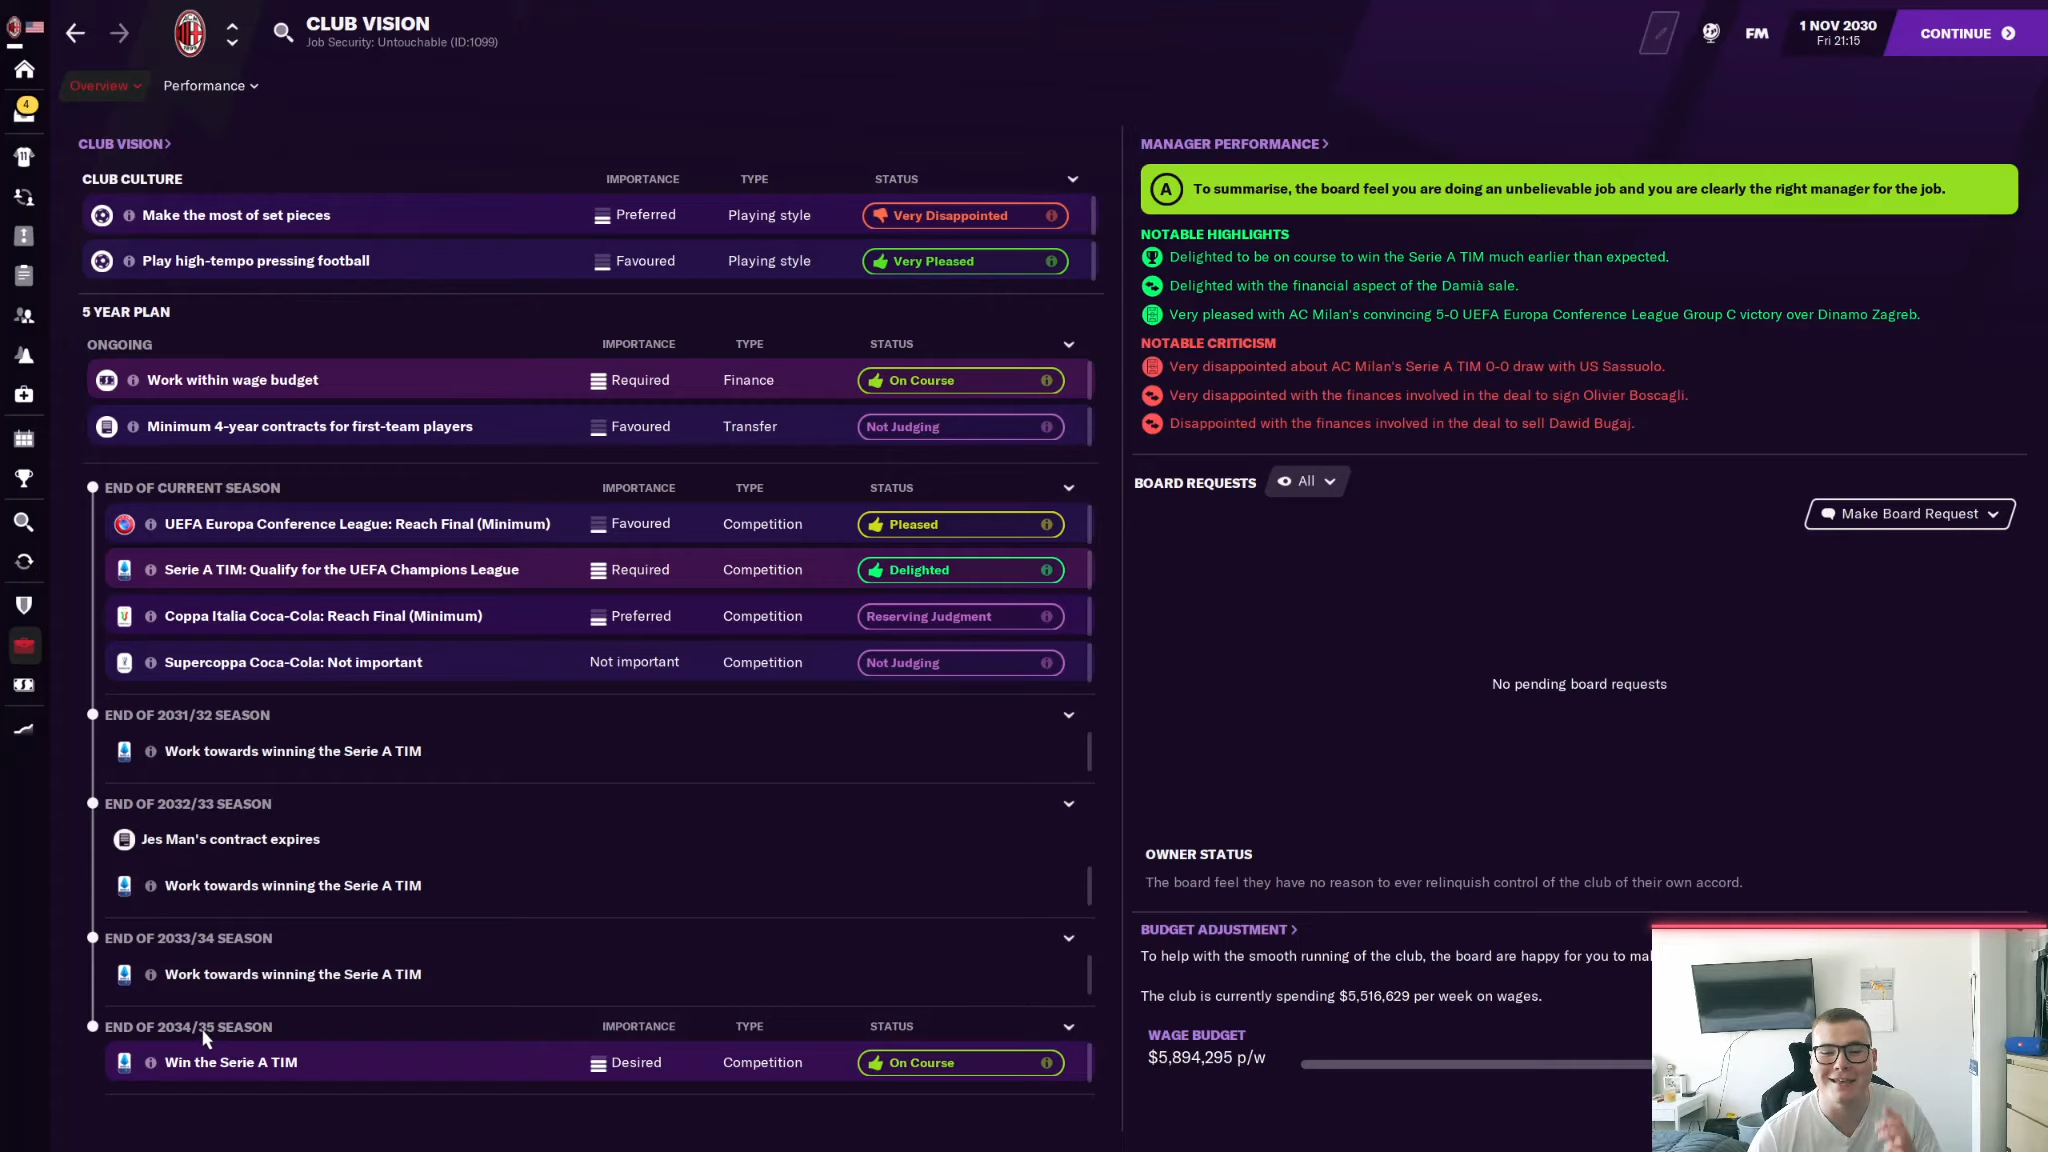 CLUB VISION
Job Security: Untouchable (ID:1099)
FM
1 NOV 2030
Fri 21:15
CONTINUE
4
11
Overview
Performance
CLUB VISION
CLUB CULTURE IMPORTANCE TYPE STATUS
Make the most of set pieces Preferred Playing style Very Disappointed
Play high-tempo pressing football Favoured Playing style Very Pleased
5 YEAR PLAN
ONGOING IMPORTANCE TYPE STATUS
Work within wage budget Required Finance On Course
Minimum 4-year contracts for first-team players Favoured Transfer Not Judging
END OF CURRENT SEASON IMPORTANCE TYPE STATUS
UEFA Europa Conference League: Reach Final (Minimum) Favoured Competition Pleased
Serie A TIM: Qualify for the UEFA Champions League Required Competition Delighted
Coppa Italia Coca-Cola: Reach Final (Minimum) Preferred Competition Reserving Judgment
Supercoppa Coca-Cola: Not important Not important Competition Not Judging
END OF 2031/32 SEASON
Work towards winning the Serie A TIM
END OF 2032/33 SEASON
Jes Man's contract expires
Work towards winning the Serie A TIM
END OF 2033/34 SEASON
Work towards winning the Serie A TIM
END OF 2034/35 SEASON IMPORTANCE TYPE STATUS
Win the Serie A TIM Desired Competition On Course
MANAGER PERFORMANCE
A To summarise, the board feel you are doing an unbelievable job and you are clearly the right manager for the job.
NOTABLE HIGHLIGHTS
Delighted to be on course to win the Serie A TIM much earlier than expected.
Delighted with the financial aspect of the Damià sale.
Very pleased with AC Milan's convincing 5-0 UEFA Europa Conference League Group C victory over Dinamo Zagreb.
NOTABLE CRITICISM
Very disappointed about AC Milan's Serie A TIM 0-0 draw with US Sassuolo.
Very disappointed with the finances involved in the deal to sign Olivier Boscagli.
Disappointed with the finances involved in the deal to sell Dawid Bugaj.
BOARD REQUESTS All
Make Board Request
No pending board requests
OWNER STATUS
The board feel they have no reason to ever relinquish control of the club of their own accord.
BUDGET ADJUSTMENT
To help with the smooth running of the club, the board are happy for you to mal
The club is currently spending $5,516,629 per week on wages.
WAGE BUDGET
$5,894,295 p/w